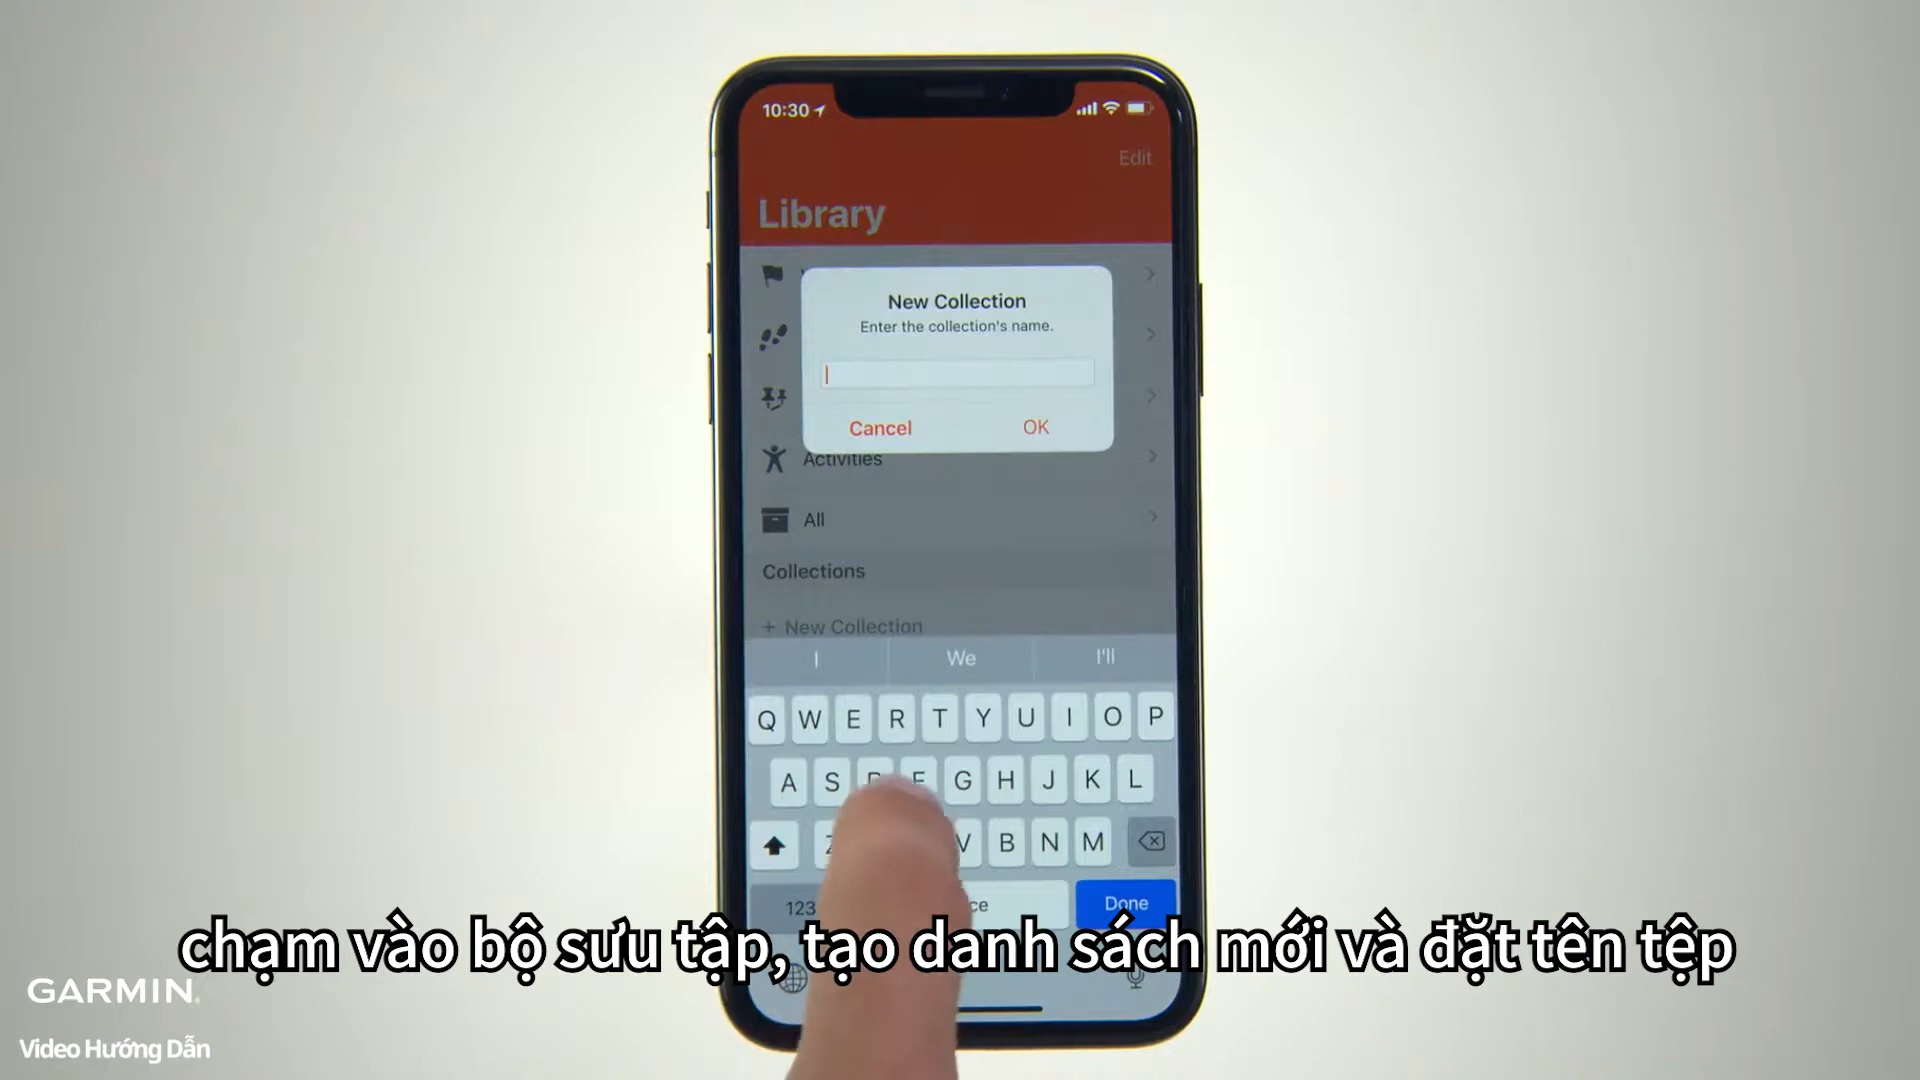 10:30
Edit
Library
New Collection
Enter the collection's name.
Cancel
OK
Activities
All
Collections
+ New Collection
I
We
I'll
Q W E R T Y U I O P
A S G H J K L
V B N M
123
Done
chạm vào bộ sưu tập, tạo danh sách mới và đặt tên tệp
GARMIN.
Video Hướng Dẫn